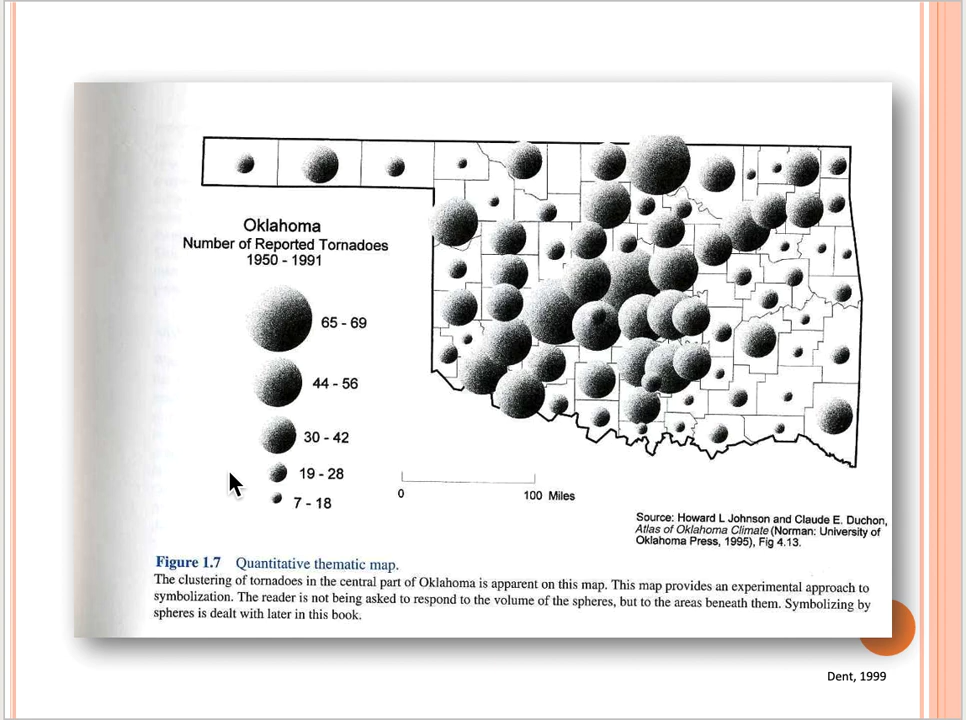 Oklahoma
Number of Reported Tornadoes
1950 - 1991
65 - 69
44 - 56
30 - 42
19 - 28
7 - 18
0 100 Miles
Source: Howard L Johnson and Claude E. Duchon,
Atlas of Oklahoma Climate (Norman: University of
Oklahoma Press, 1995), Fig 4.13.
Figure 1.7 Quantitative thematic map.
The clustering of tornadoes in the central part of Oklahoma is apparent on this map. This map provides an experimental approach to
symbolization. The reader is not being asked to respond to the volume of the spheres, but to the areas beneath them. Symbolizing by
spheres is dealt with later in this book.
Dent, 1999